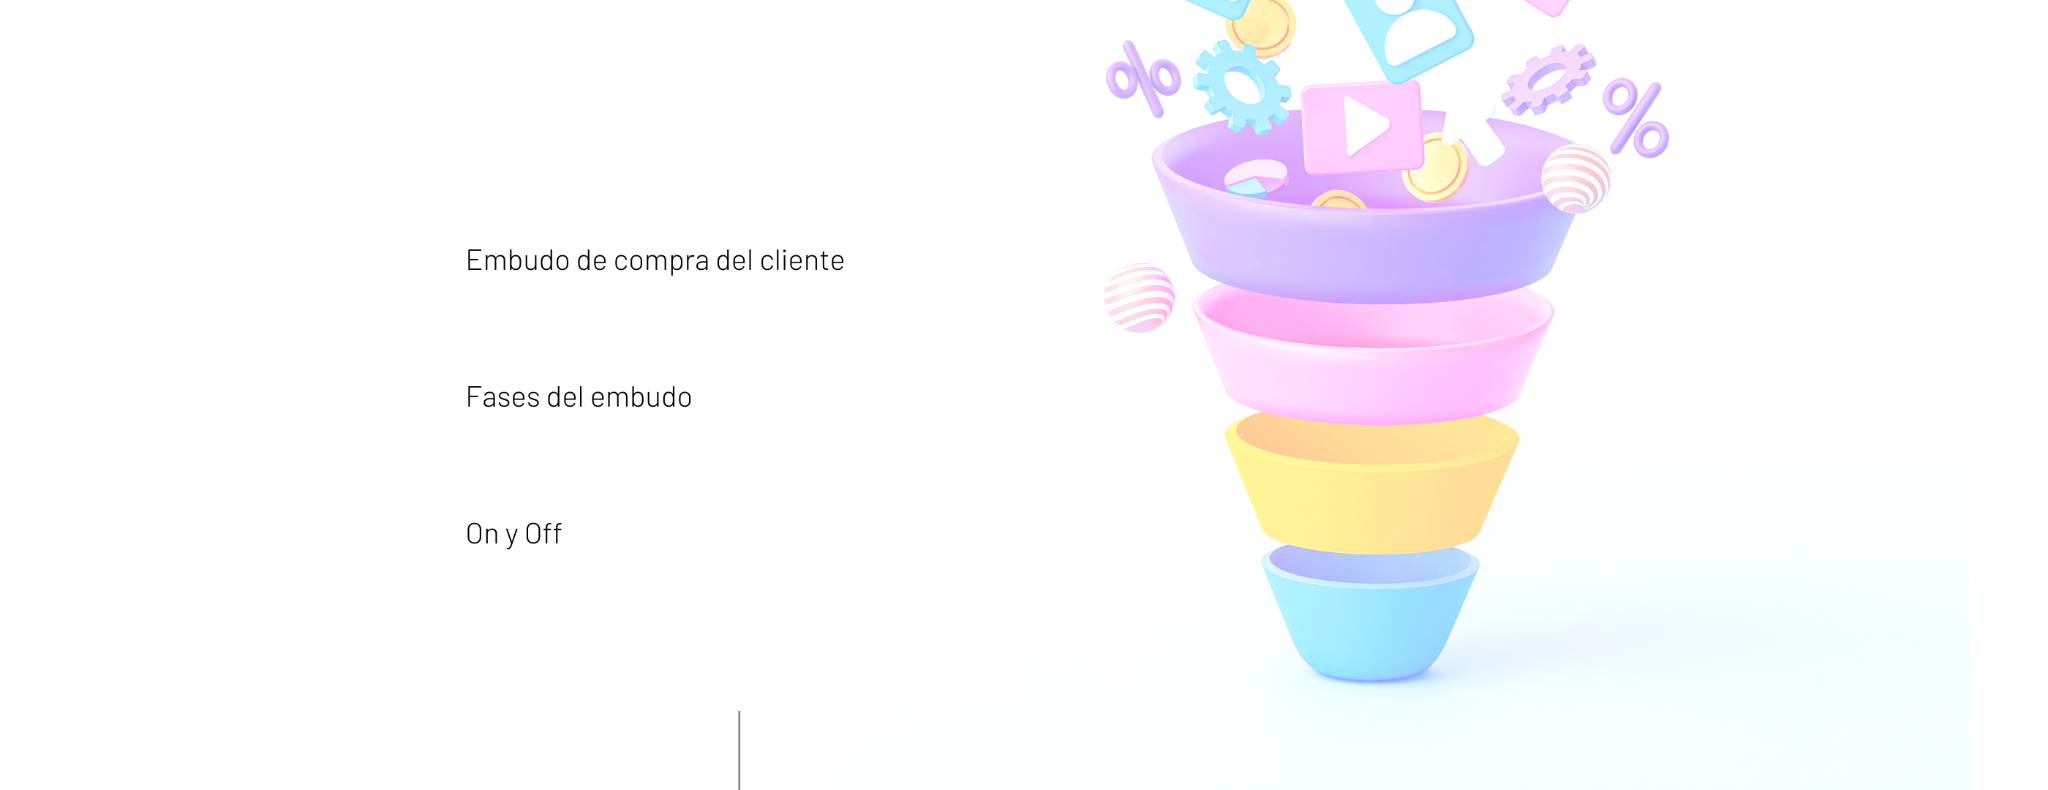 Embudo de compra del cliente
Fases del embudo
On y Off